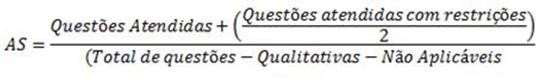 AS = Questões Atendidas + (Questões atendidas com restrições / 2)
(Total de questões − Qualitativas − Não Aplicáveis